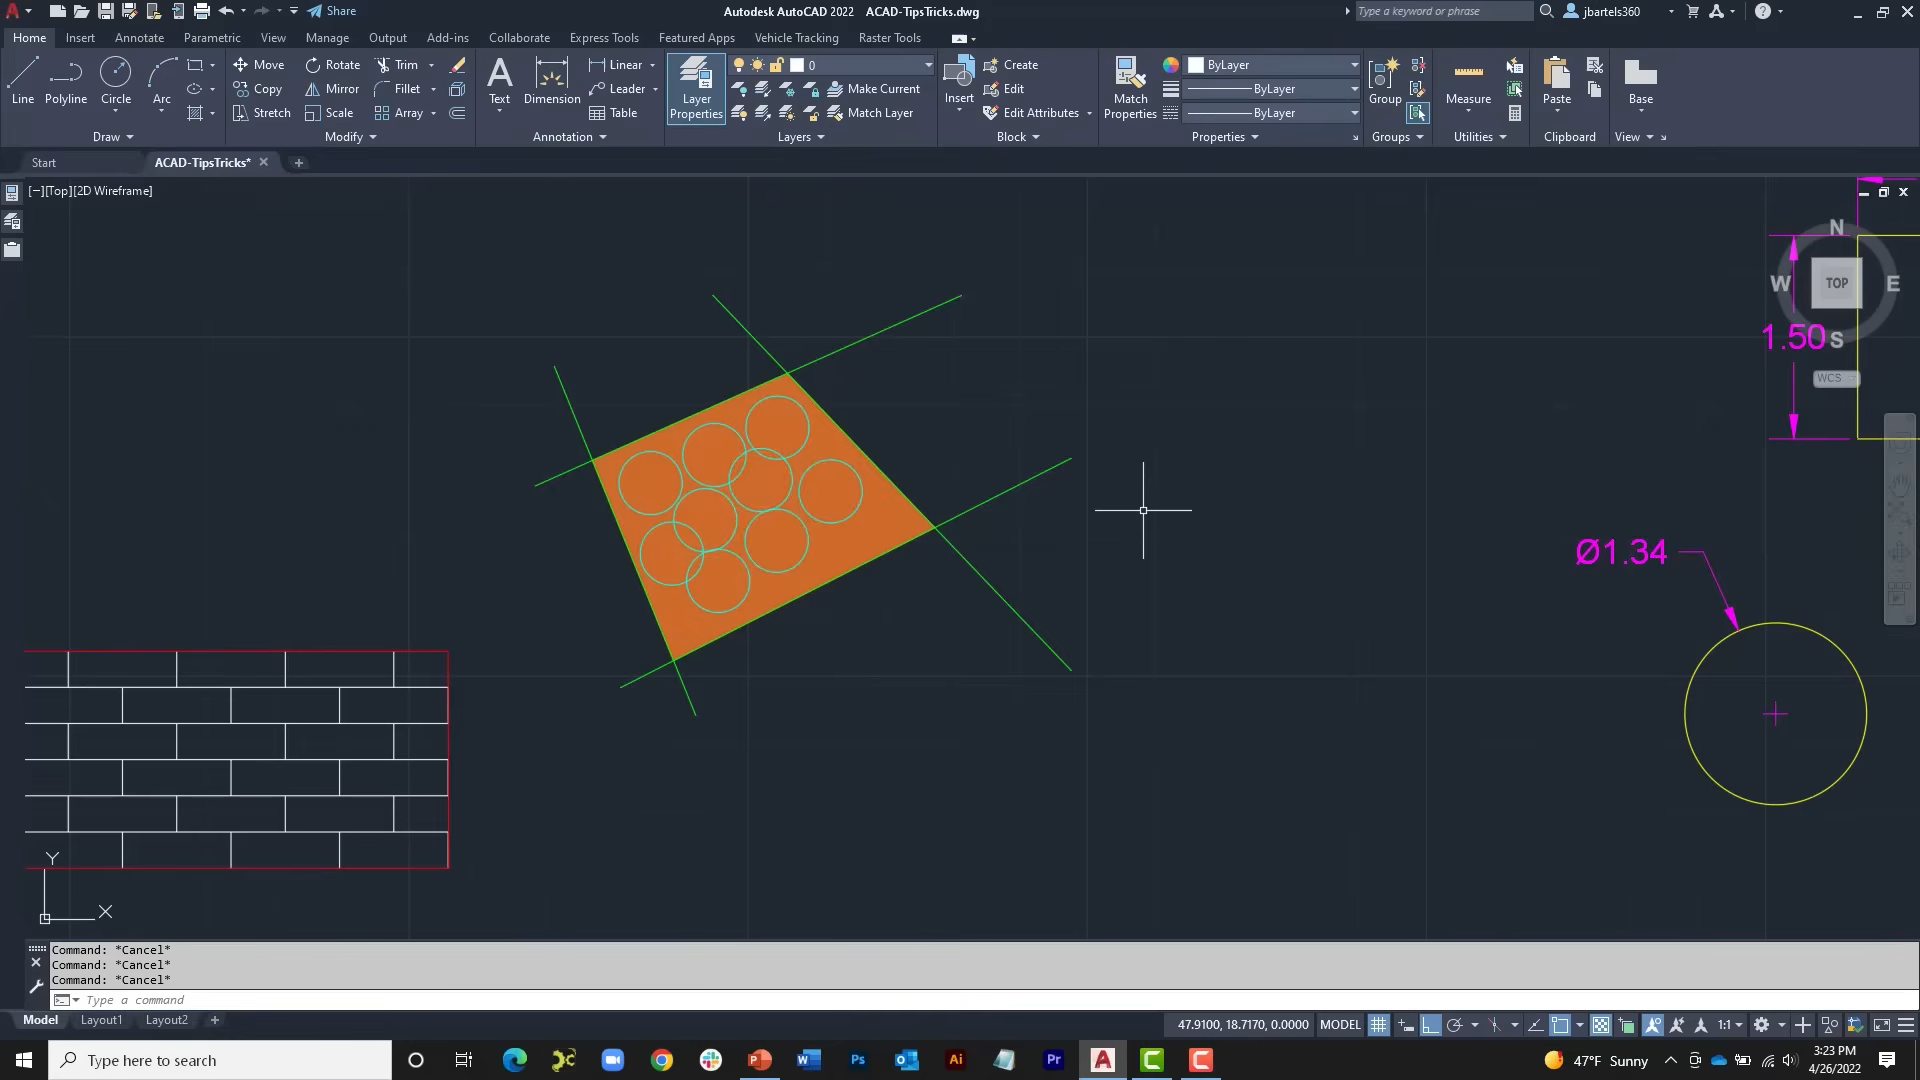 Share
Autodesk AutoCAD 2022 ACAD-TipsTricks.dwg
Type a keyword or phrase
jbartels360
Home Insert Annotate Parametric View Manage Output Add-ins Collaborate Express Tools Featured Apps Vehicle Tracking Raster Tools
Line Polyline Circle Arc
Move Rotate Trim
Copy Mirror Fillet
Stretch Scale Array
Text Dimension
Linear
Leader
Table
Layer Properties
0
Make Current
Match Layer
Insert
Create
Edit
Edit Attributes
Match Properties
ByLayer
ByLayer
ByLayer
Group
Measure
Paste
Base
Draw Modify Annotation Layers Block Properties Groups Utilities Clipboard View
Start ACAD-TipsTricks*
[−][Top][2D Wireframe]
N
W TOP E
S
WCS
1.50
Ø1.34
Y
X
Command: *Cancel*
Command: *Cancel*
Command: *Cancel*
Type a command
Model Layout1 Layout2
47.9100, 18.7170, 0.0000 MODEL 1:1
Type here to search
47°F Sunny
3:23 PM
4/26/2022